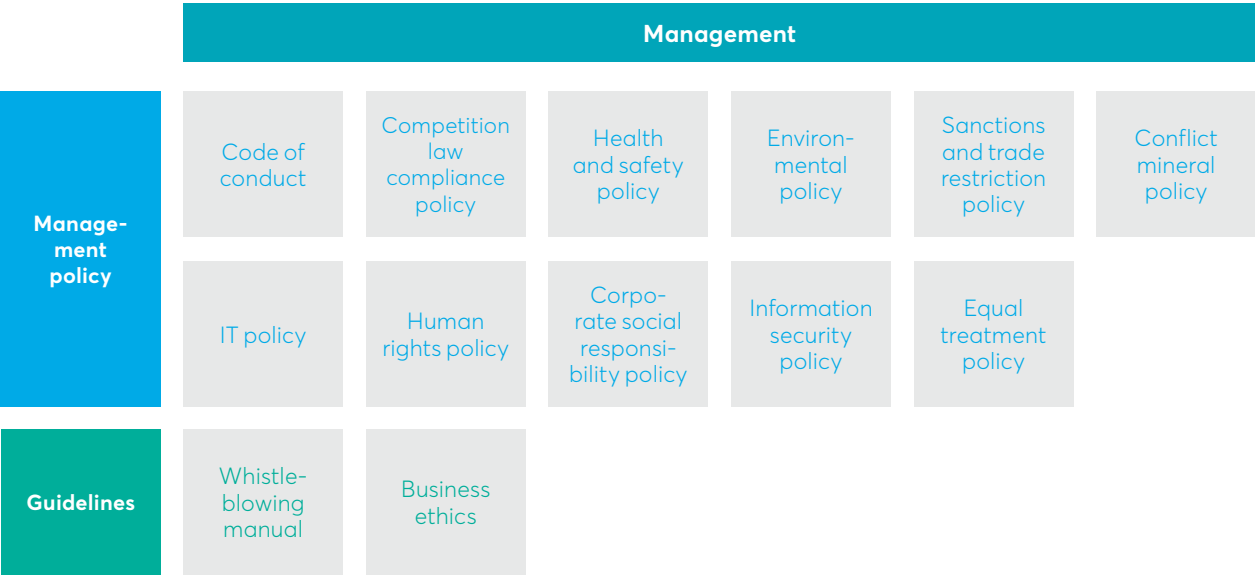 Management
Manage-
ment
policy
Code of
conduct
Competition
law
compliance
policy
Health
and safety
policy
Environ-
mental
policy
Sanctions
and trade
restriction
policy
Conflict
mineral
policy
IT policy
Human
rights policy
Corpo-
rate social
responsi-
bility policy
Information
security
policy
Equal
treatment
policy
Guidelines
Whistle-
blowing
manual
Business
ethics